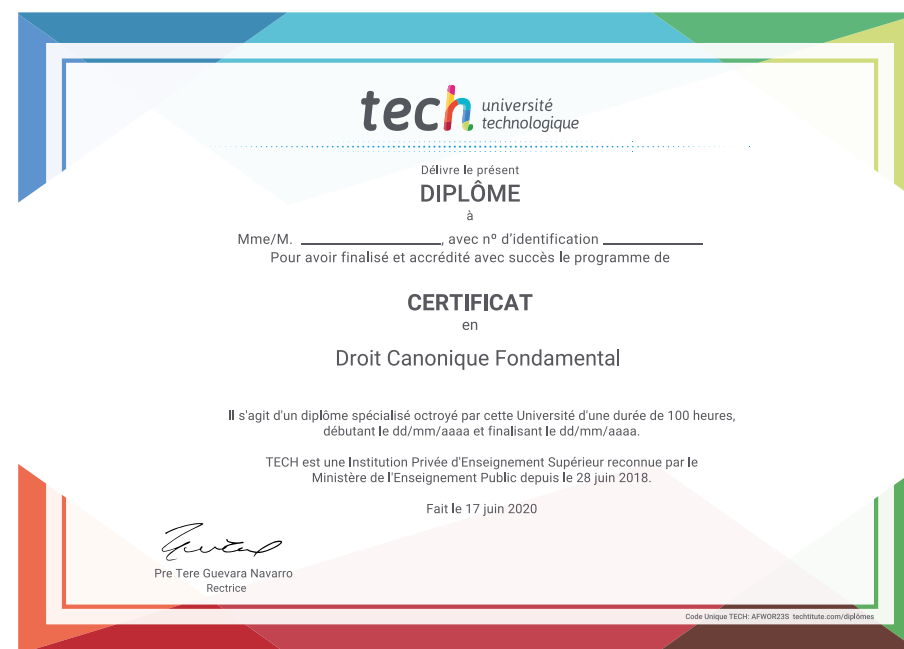 tech université
technologique
Délivre le présent
DIPLÔME
à
Mme/M. ____________________, avec nº d'identification ______________
Pour avoir finalisé et accrédité avec succès le programme de
CERTIFICAT
en
Droit Canonique Fondamental
Il s'agit d'un diplôme spécialisé octroyé par cette Université d'une durée de 100 heures,
débutant le dd/mm/aaaa et finalisant le dd/mm/aaaa.
TECH est une Institution Privée d'Enseignement Supérieur reconnue par le
Ministère de l'Enseignement Public depuis le 28 juin 2018.
Fait le 17 juin 2020
Pre Tere Guevara Navarro
Rectrice
Code Unique TECH: AFWOR23S techtitute.com/diplômes